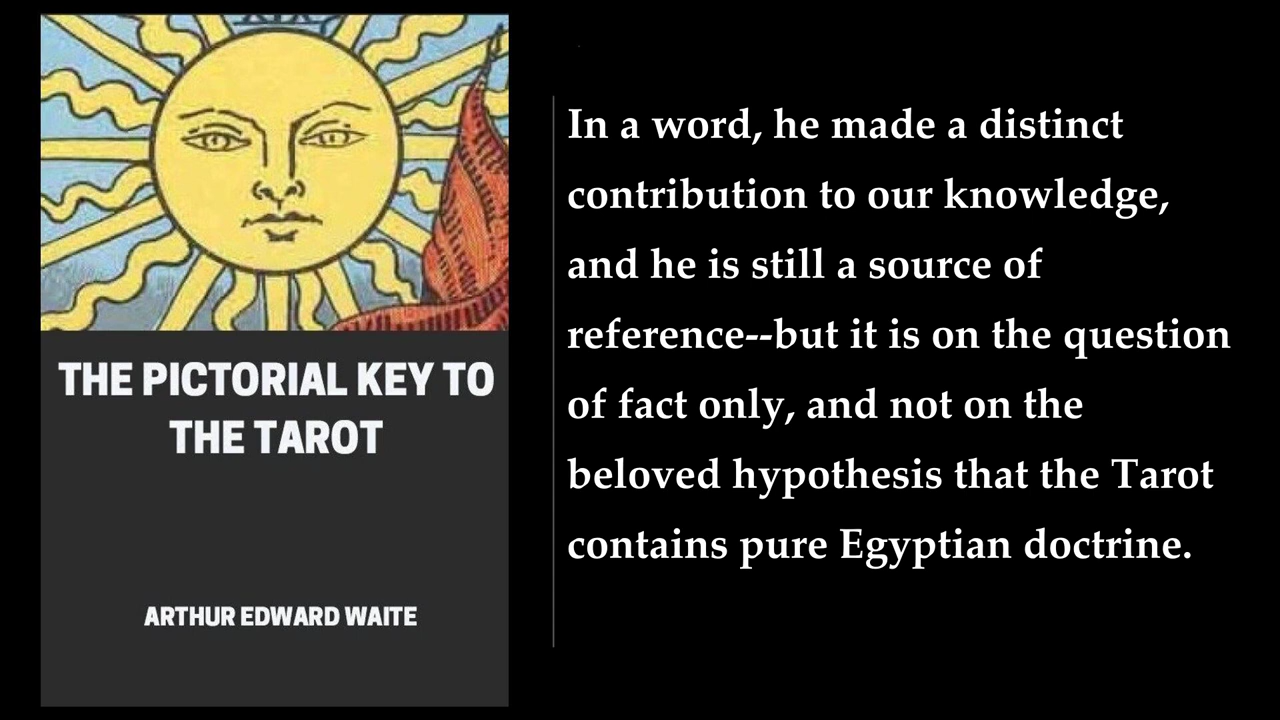 XIX
THE PICTORIAL KEY TO
THE TAROT
ARTHUR EDWARD WAITE
In a word, he made a distinct
contribution to our knowledge,
and he is still a source of
reference--but it is on the question
of fact only, and not on the
beloved hypothesis that the Tarot
contains pure Egyptian doctrine.